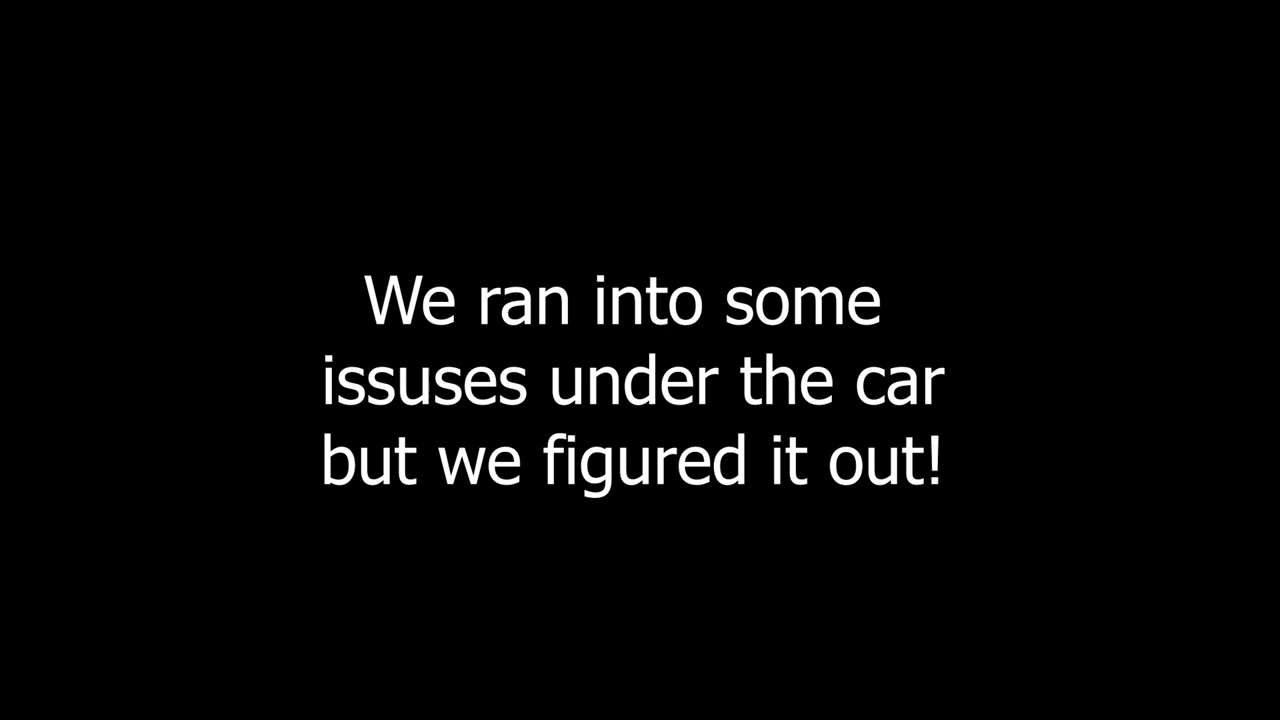 We ran into some
issuses under the car
but we figured it out!